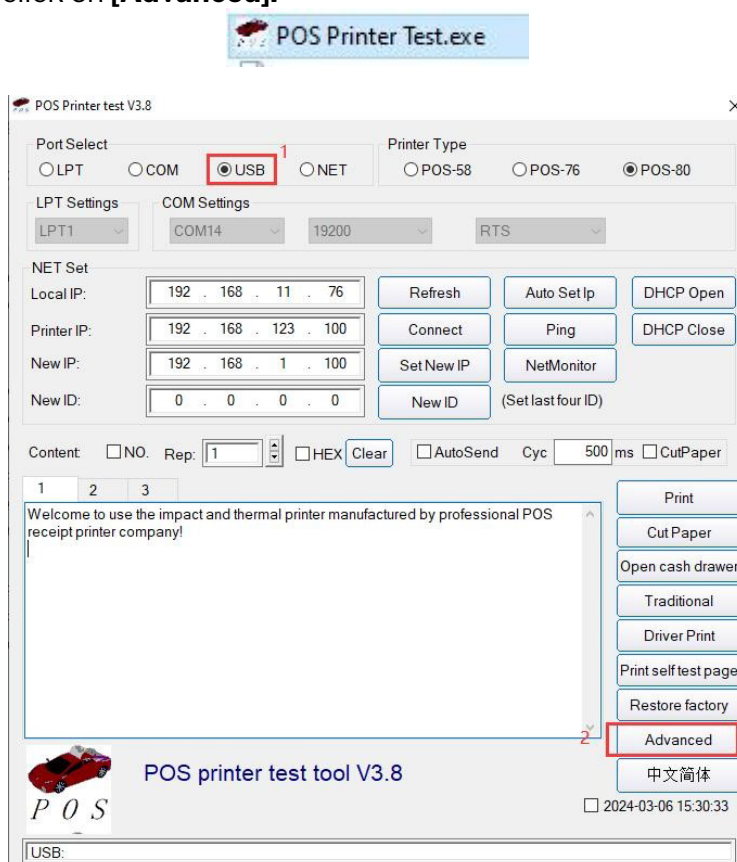 click on [Advanced].
POS Printer Test.exe
POS Printer test V3.8
Port Select
Printer Type
LPT COM USB 1 NET POS-58 POS-76 POS-80
LPT Settings COM Settings
LPT1 COM14 19200 RTS
NET Set
Local IP: 192 . 168 . 11 . 76 Refresh Auto Set Ip DHCP Open
Printer IP: 192 . 168 . 123 . 100 Connect Ping DHCP Close
New IP: 192 . 168 . 1 . 100 Set New IP NetMonitor
New ID: 0 . 0 . 0 . 0 New ID (Set last four ID)
Content: NO. Rep: 1 HEX Clear AutoSend Cyc 500 ms CutPaper
1 2 3
Welcome to use the impact and thermal printer manufactured by professional POS
receipt printer company!
Print
Cut Paper
Open cash drawer
Traditional
Driver Print
Print self test page
Restore factory
2 Advanced
POS printer test tool V3.8
中文简体
POS
2024-03-06 15:30:33
USB: